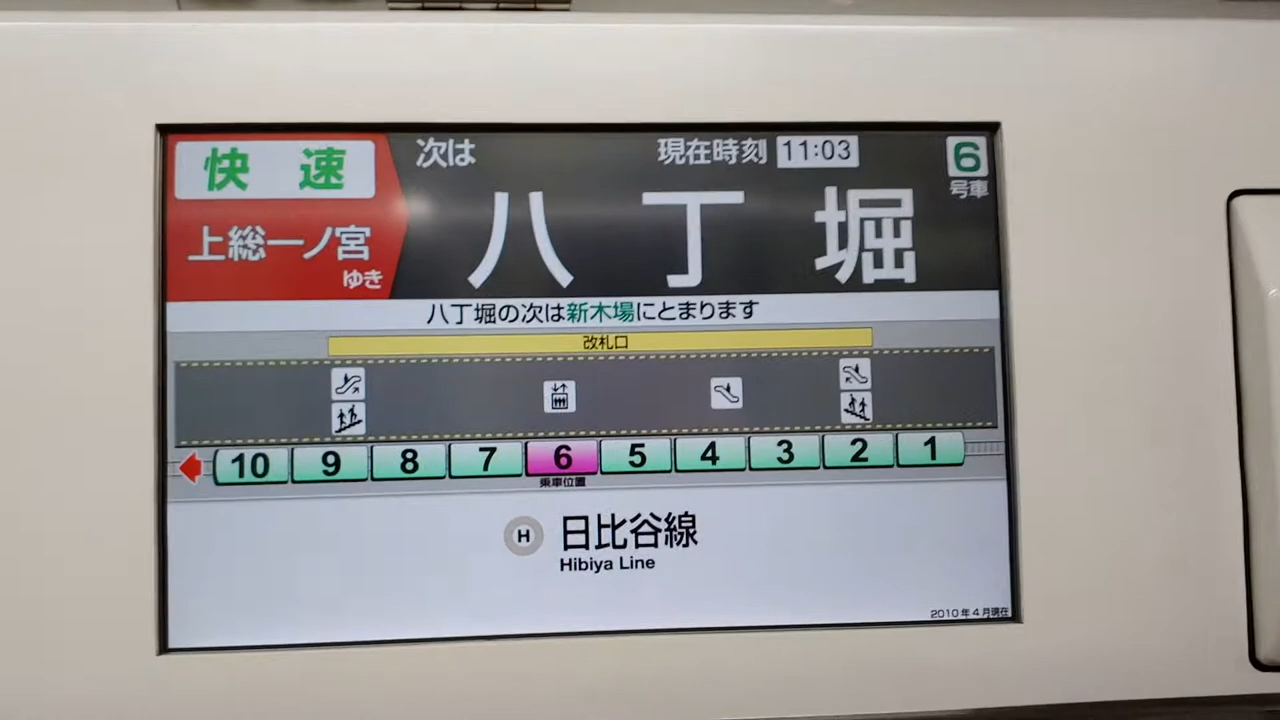 快速
次は
現在時刻 11:03
6
号車
上総一ノ宮
ゆき
八丁堀
八丁堀の次は新木場にとまります
改札口
10 9 8 7 6 5 4 3 2 1
乗車位置
H 日比谷線
Hibiya Line
2010年4月現在